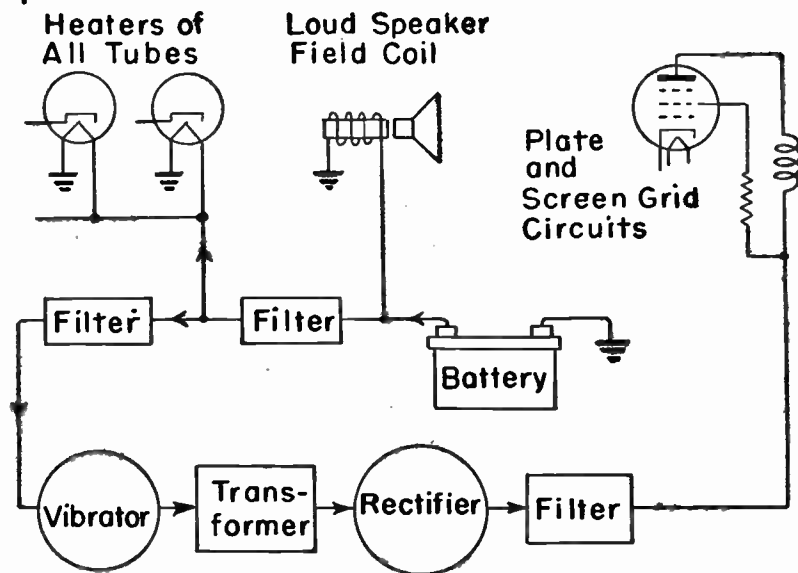 Heaters of
All Tubes
Loud Speaker
Field Coil
Plate
and
Screen Grid
Circuits
Filter
Filter
Battery
Vibrator
Trans-
former
Rectifier
Filter